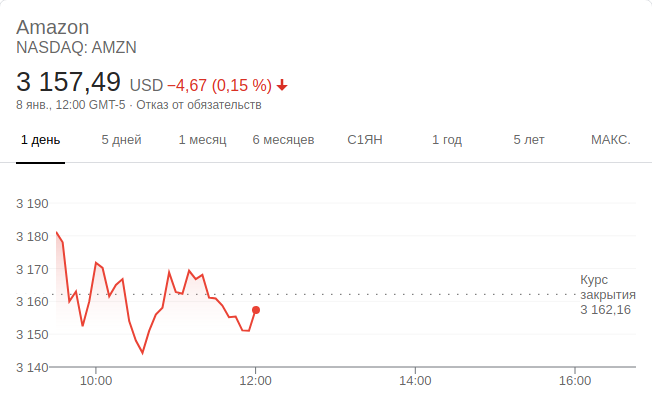 Amazon
NASDAQ: AMZN
3 157,49 USD −4,67 (0,15 %)
8 янв., 12:00 GMT-5 · Отказ от обязательств
1 день 5 дней 1 месяц 6 месяцев С1ЯН 1 год 5 лет МАКС.
3 190
3 180
3 170
3 160
3 150
3 140
Курс
закрытия
3 162,16
10:00 12:00 14:00 16:00